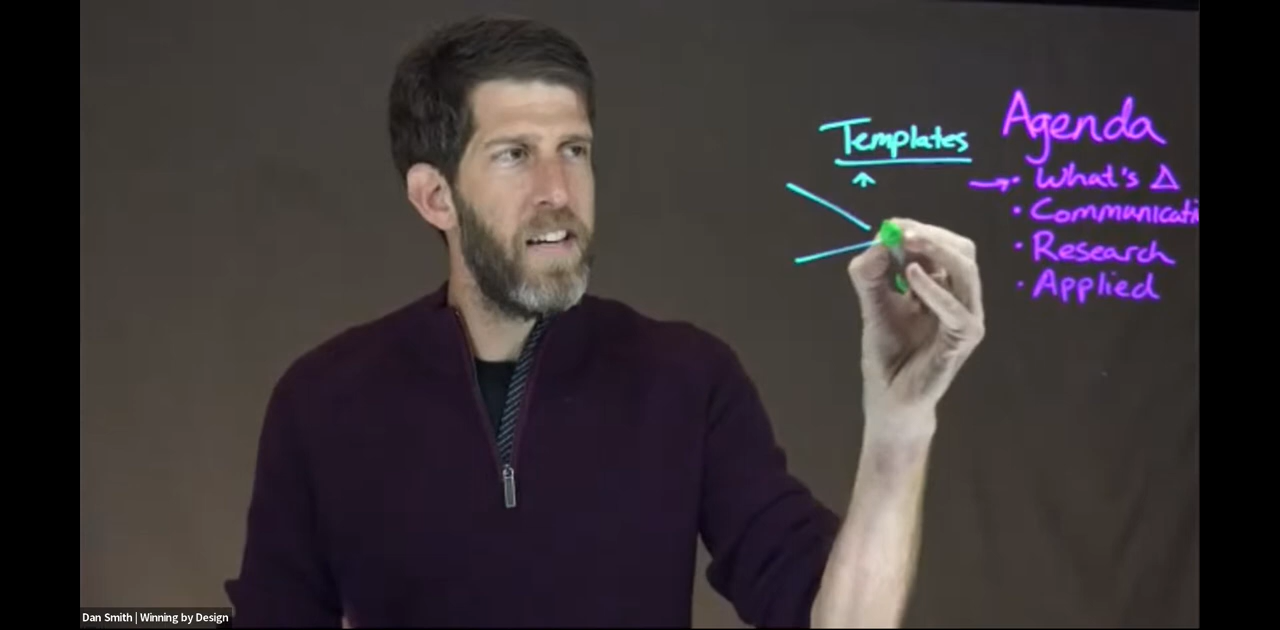 Templates
Agenda
→ • What's Δ
• Communicati
• Research
• Applied
Dan Smith | Winning by Design